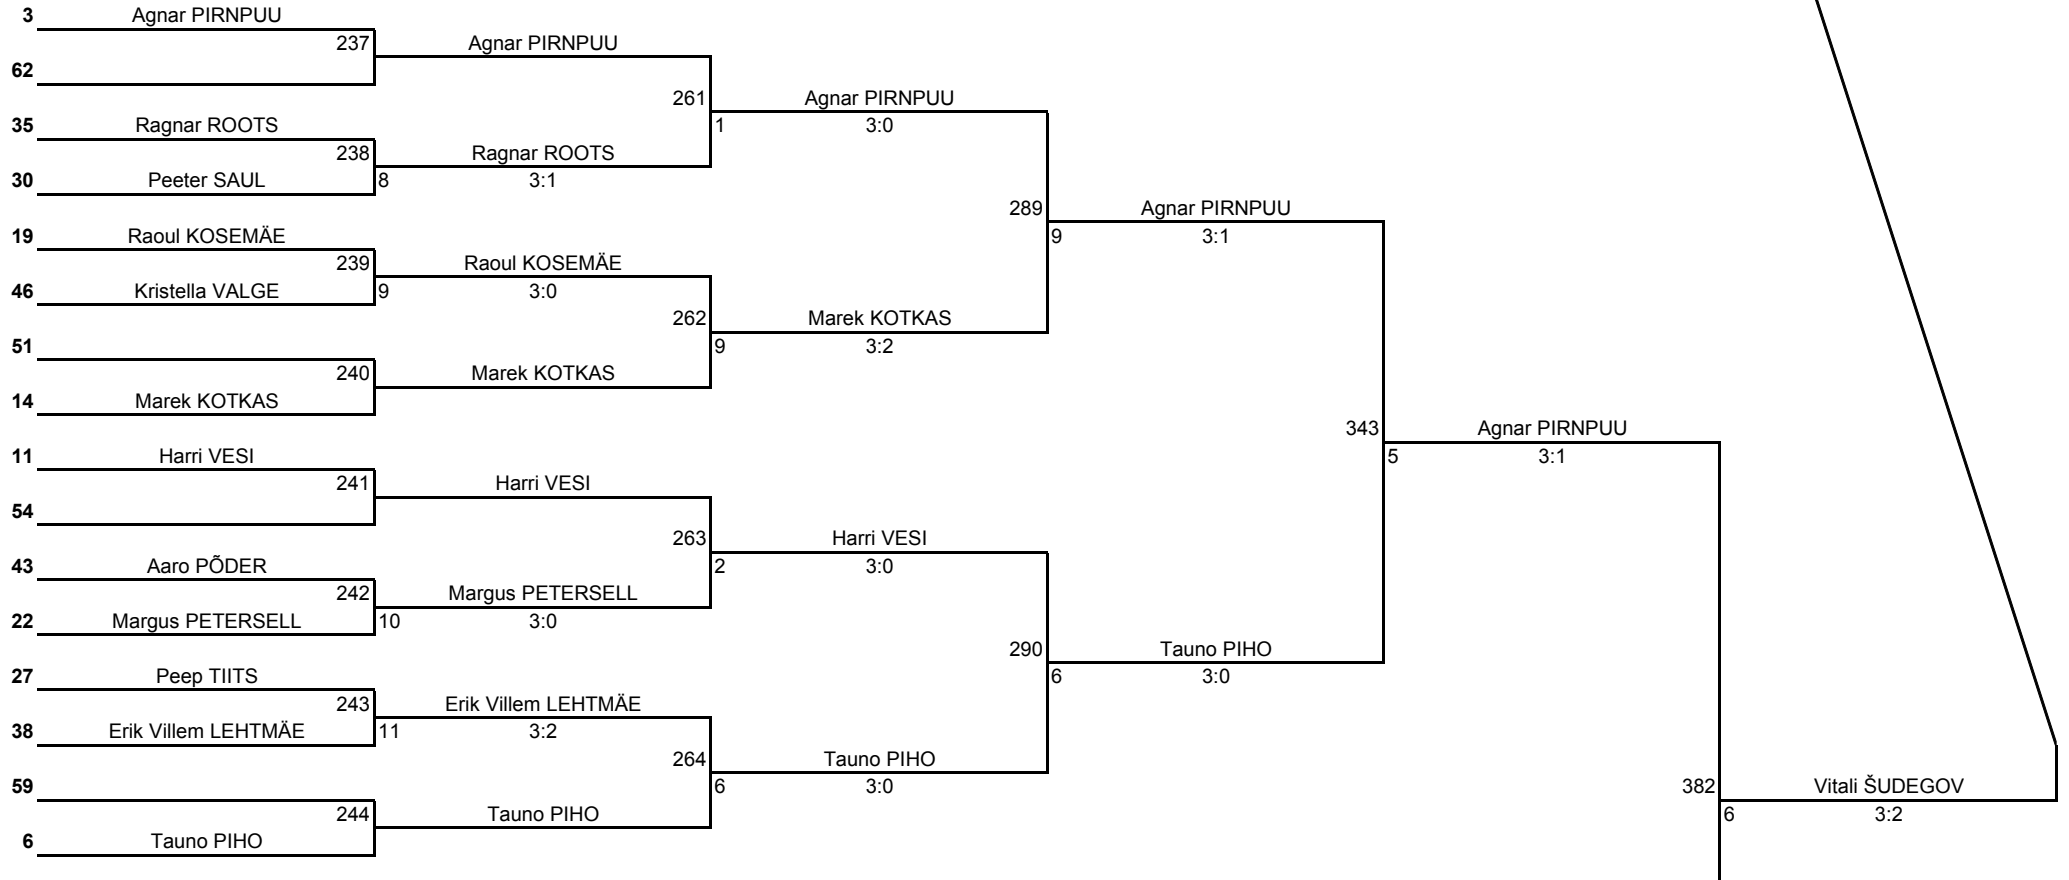 3 Agnar PIRNPUU
237 Agnar PIRNPUU
62
261 Agnar PIRNPUU
35 Ragnar ROOTS
1 3:0
238 Ragnar ROOTS
30 Peeter SAUL 8 3:1
289 Agnar PIRNPUU
19 Raoul KOSEMÄE
9 3:1
239 Raoul KOSEMÄE
46 Kristella VALGE 9 3:0
262 Marek KOTKAS
51
9 3:2
240 Marek KOTKAS
14 Marek KOTKAS
343 Agnar PIRNPUU
11 Harri VESI
5 3:1
241 Harri VESI
54
263 Harri VESI
43 Aaro PÕDER
2 3:0
242 Margus PETERSELL
22 Margus PETERSELL 10 3:0
290 Tauno PIHO
27 Peep TIITS
6 3:0
243 Erik Villem LEHTMÄE
38 Erik Villem LEHTMÄE 11 3:2
264 Tauno PIHO
59
6 3:0
382 Vitali ŠUDEGOV
244 Tauno PIHO
6 3:2
6 Tauno PIHO